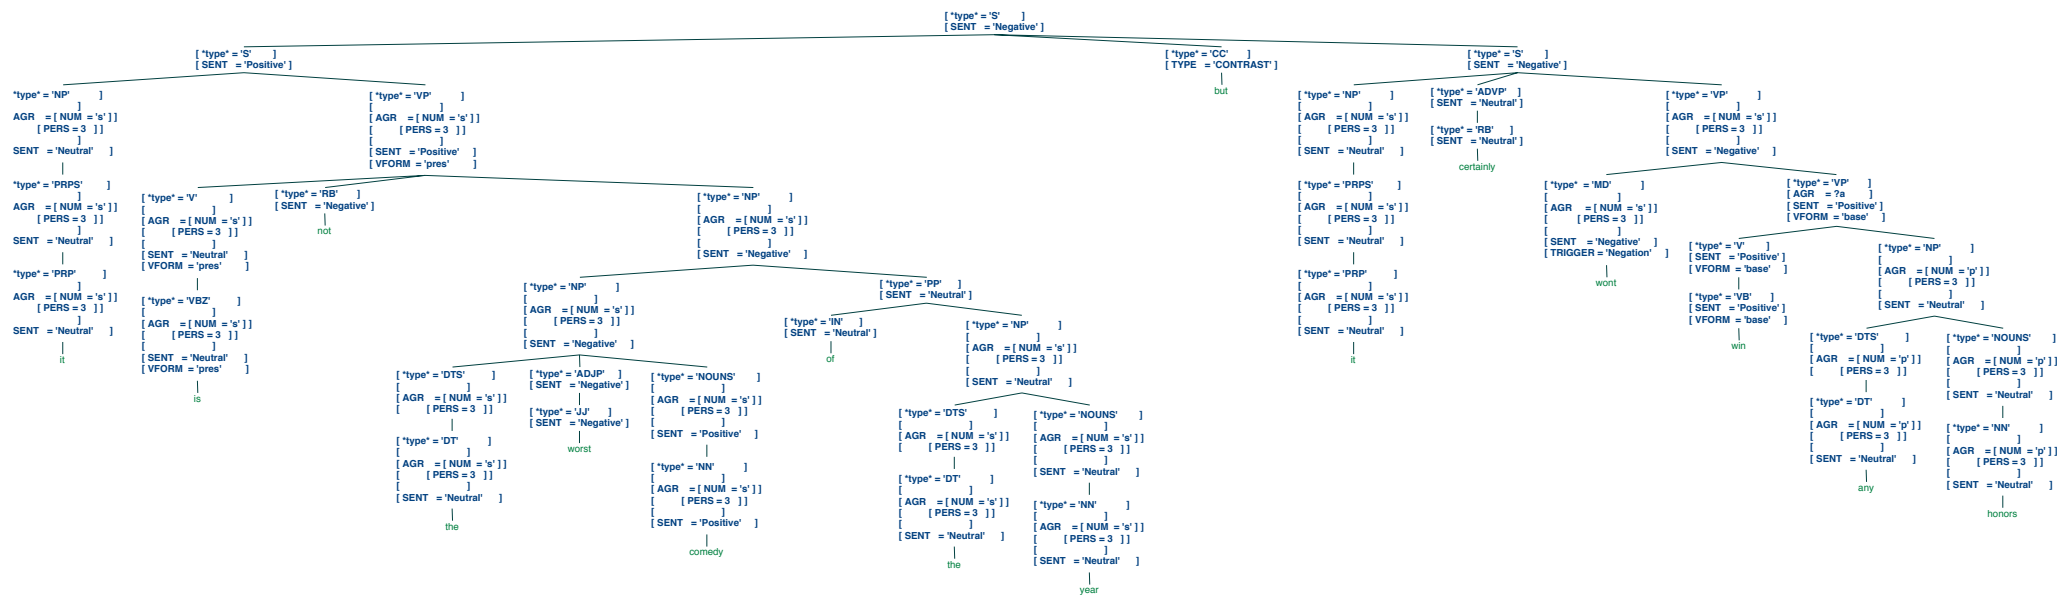 [ *type* = 'S' ]
[ SENT = 'Negative' ]
[ *type* = 'S' ]
[ SENT = 'Positive' ]
*type* = 'NP' ]
]
AGR = [ NUM = 's' ] ]
[ PERS = 3 ] ]
]
SENT = 'Neutral' ]
*type* = 'PRPS' ]
]
AGR = [ NUM = 's' ] ]
[ PERS = 3 ] ]
]
SENT = 'Neutral' ]
*type* = 'PRP' ]
]
AGR = [ NUM = 's' ] ]
[ PERS = 3 ] ]
]
SENT = 'Neutral' ]
it
[ *type* = 'VP' ]
[ ]
[ AGR = [ NUM = 's' ] ]
[ [ PERS = 3 ] ]
[ ]
[ SENT = 'Positive' ]
[ VFORM = 'pres' ]
[ *type* = 'V' ]
[ ]
[ AGR = [ NUM = 's' ] ]
[ [ PERS = 3 ] ]
[ ]
[ SENT = 'Neutral' ]
[ VFORM = 'pres' ]
[ *type* = 'VBZ' ]
[ ]
[ AGR = [ NUM = 's' ] ]
[ [ PERS = 3 ] ]
[ ]
[ SENT = 'Neutral' ]
[ VFORM = 'pres' ]
is
[ *type* = 'RB' ]
[ SENT = 'Negative' ]
not
[ *type* = 'NP' ]
[ ]
[ AGR = [ NUM = 's' ] ]
[ [ PERS = 3 ] ]
[ ]
[ SENT = 'Negative' ]
[ *type* = 'NP' ]
[ ]
[ AGR = [ NUM = 's' ] ]
[ [ PERS = 3 ] ]
[ ]
[ SENT = 'Negative' ]
[ *type* = 'DTS' ]
[ ]
[ AGR = [ NUM = 's' ] ]
[ [ PERS = 3 ] ]
[ *type* = 'DT' ]
[ ]
[ AGR = [ NUM = 's' ] ]
[ [ PERS = 3 ] ]
[ ]
[ SENT = 'Neutral' ]
the
[ *type* = 'ADJP' ]
[ SENT = 'Negative' ]
[ *type* = 'JJ' ]
[ SENT = 'Negative' ]
worst
[ *type* = 'NOUNS' ]
[ ]
[ AGR = [ NUM = 's' ] ]
[ [ PERS = 3 ] ]
[ ]
[ SENT = 'Positive' ]
[ *type* = 'NN' ]
[ ]
[ AGR = [ NUM = 's' ] ]
[ [ PERS = 3 ] ]
[ ]
[ SENT = 'Positive' ]
comedy
[ *type* = 'PP' ]
[ SENT = 'Neutral' ]
[ *type* = 'IN' ]
[ SENT = 'Neutral' ]
of
[ *type* = 'NP' ]
[ ]
[ AGR = [ NUM = 's' ] ]
[ [ PERS = 3 ] ]
[ ]
[ SENT = 'Neutral' ]
[ *type* = 'DTS' ]
[ ]
[ AGR = [ NUM = 's' ] ]
[ [ PERS = 3 ] ]
[ *type* = 'DT' ]
[ ]
[ AGR = [ NUM = 's' ] ]
[ [ PERS = 3 ] ]
[ ]
[ SENT = 'Neutral' ]
the
[ *type* = 'NOUNS' ]
[ ]
[ AGR = [ NUM = 's' ] ]
[ [ PERS = 3 ] ]
[ ]
[ SENT = 'Neutral' ]
[ *type* = 'NN' ]
[ ]
[ AGR = [ NUM = 's' ] ]
[ [ PERS = 3 ] ]
[ ]
[ SENT = 'Neutral' ]
year
[ *type* = 'CC' ]
[ TYPE = 'CONTRAST' ]
but
[ *type* = 'S' ]
[ SENT = 'Negative' ]
[ *type* = 'NP' ]
[ ]
[ AGR = [ NUM = 's' ] ]
[ [ PERS = 3 ] ]
[ ]
[ SENT = 'Neutral' ]
[ *type* = 'PRPS' ]
[ ]
[ AGR = [ NUM = 's' ] ]
[ [ PERS = 3 ] ]
[ ]
[ SENT = 'Neutral' ]
[ *type* = 'PRP' ]
[ ]
[ AGR = [ NUM = 's' ] ]
[ [ PERS = 3 ] ]
[ ]
[ SENT = 'Neutral' ]
it
[ *type* = 'ADVP' ]
[ SENT = 'Neutral' ]
[ *type* = 'RB' ]
[ SENT = 'Neutral' ]
certainly
[ *type* = 'VP' ]
[ ]
[ AGR = [ NUM = 's' ] ]
[ [ PERS = 3 ] ]
[ ]
[ SENT = 'Negative' ]
[ *type* = 'MD' ]
[ ]
[ AGR = [ NUM = 's' ] ]
[ [ PERS = 3 ] ]
[ ]
[ SENT = 'Negative' ]
[ TRIGGER = 'Negation' ]
wont
[ *type* = 'VP' ]
[ AGR = ?a ]
[ SENT = 'Positive' ]
[ VFORM = 'base' ]
[ *type* = 'V' ]
[ SENT = 'Positive' ]
[ VFORM = 'base' ]
[ *type* = 'VB' ]
[ SENT = 'Positive' ]
[ VFORM = 'base' ]
win
[ *type* = 'NP' ]
[ ]
[ AGR = [ NUM = 'p' ] ]
[ [ PERS = 3 ] ]
[ ]
[ SENT = 'Neutral' ]
[ *type* = 'DTS' ]
[ ]
[ AGR = [ NUM = 'p' ] ]
[ [ PERS = 3 ] ]
[ *type* = 'DT' ]
[ ]
[ AGR = [ NUM = 'p' ] ]
[ [ PERS = 3 ] ]
[ ]
[ SENT = 'Neutral' ]
any
[ *type* = 'NOUNS' ]
[ ]
[ AGR = [ NUM = 'p' ]
[ [ PERS = 3 ]
[ ]
[ SENT = 'Neutral' ]
[ *type* = 'NN' ]
[ ]
[ AGR = [ NUM = 'p' ]
[ [ PERS = 3 ]
[ ]
[ SENT = 'Neutral' ]
honors